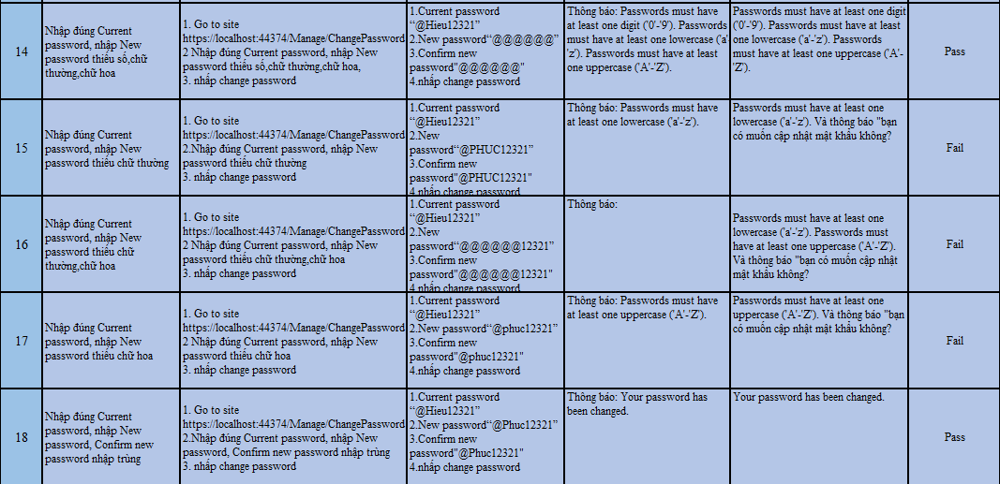 14
Nhập đúng Current
password, nhập New
password thiếu số,chữ
thường,chữ hoa
1. Go to site
https://localhost:44374/Manage/ChangePassword
2 Nhập đúng Current password, nhập New
password thiếu số,chữ thường,chữ hoa,
3. nhấp change password
1.Current password
“@Hieu12321”
2.New password“@@@@@@”
3.Confirm new
password"@@@@@@"
4.nhấp change password
Thông báo: Passwords must have
at least one digit ('0'-'9'). Passwords
must have at least one lowercase ('a'-
'z'). Passwords must have at least
one uppercase ('A'-'Z').
Passwords must have at least one digit
('0'-'9'). Passwords must have at least
one lowercase ('a'-'z'). Passwords
must have at least one uppercase ('A'-
'Z').
Pass
15
Nhập đúng Current
password, nhập New
password thiếu chữ thường
1. Go to site
https://localhost:44374/Manage/ChangePassword
2.Nhập đúng Current password, nhập New
password thiếu chữ thường
3. nhấp change password
1.Current password
“@Hieu12321”
2.New
password“@PHUC12321”
3.Confirm new
password"@PHUC12321"
4.nhấp change password
Thông báo: Passwords must have
at least one lowercase ('a'-'z').
Passwords must have at least one
lowercase ('a'-'z'). Và thông báo "bạn
có muốn cập nhật mật khẩu không?
Fail
16
Nhập đúng Current
password, nhập New
password thiếu chữ
thường,chữ hoa
1. Go to site
https://localhost:44374/Manage/ChangePassword
2 Nhập đúng Current password, nhập New
password thiếu chữ thường,chữ hoa
3. nhấp change password
1.Current password
“@Hieu12321”
2.New
password“@@@@@@12321”
3.Confirm new
password"@@@@@@12321"
4.nhấp change password
Thông báo:
Passwords must have at least one
lowercase ('a'-'z'). Passwords must
have at least one uppercase ('A'-'Z').
Và thông báo "bạn có muốn cập nhật
mật khẩu không?
Fail
17
Nhập đúng Current
password, nhập New
password thiếu chữ hoa
1. Go to site
https://localhost:44374/Manage/ChangePassword
2 Nhập đúng Current password, nhập New
password thiếu chữ hoa
3. nhấp change password
1.Current password
“@Hieu12321”
2.New password“@phuc12321”
3.Confirm new
password"@phuc12321"
4.nhấp change password
Thông báo: Passwords must have
at least one uppercase ('A'-'Z').
Passwords must have at least one
uppercase ('A'-'Z'). Và thông báo "bạn
có muốn cập nhật mật khẩu không?
Fail
18
Nhập đúng Current
password, nhập New
password, Confirm new
password nhập trùng
1. Go to site
https://localhost:44374/Manage/ChangePassword
2.Nhập đúng Current password, nhập New
password, Confirm new password nhập trùng
3. nhấp change password
1.Current password
“@Hieu12321”
2.New password“@Phuc12321”
3.Confirm new
password"@Phuc12321"
4.nhấp change password
Thông báo: Your password has
been changed.
Your password has been changed.
Pass